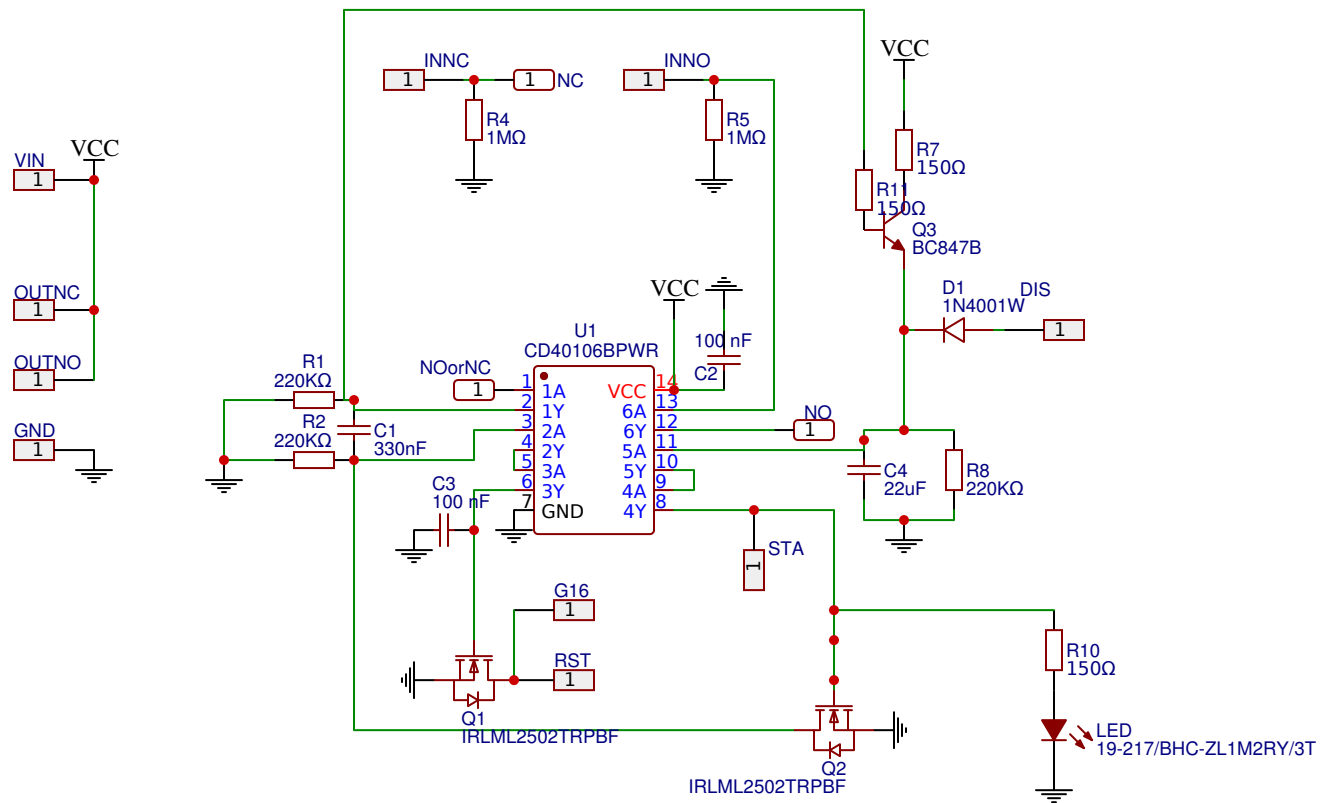 VCC
INNC
1
1
NC
INNO
1
R4
1MΩ
R5
1MΩ
R7
150Ω
VCC
VIN
1
R11
150Ω
Q3
BC847B
OUTNC
1
D1
1N4001W
DIS
1
VCC
100 nF
C2
U1
CD40106BPWR
OUTNO
1
R1
220KΩ
NOorNC
1
1 1A VCC 14
2 1Y 6A 13
3 2A 6Y 12
4 2Y 5A 11
5 3A 5Y 10
6 3Y 4A 9
7 GND 4Y 8
NO
1
GND
1
R2
220KΩ
C1
330nF
C3
100 nF
C4
22uF
R8
220KΩ
STA
1
G16
1
RST
1
Q1
IRLML2502TRPBF
R10
150Ω
Q2
IRLML2502TRPBF
LED
19-217/BHC-ZL1M2RY/3T